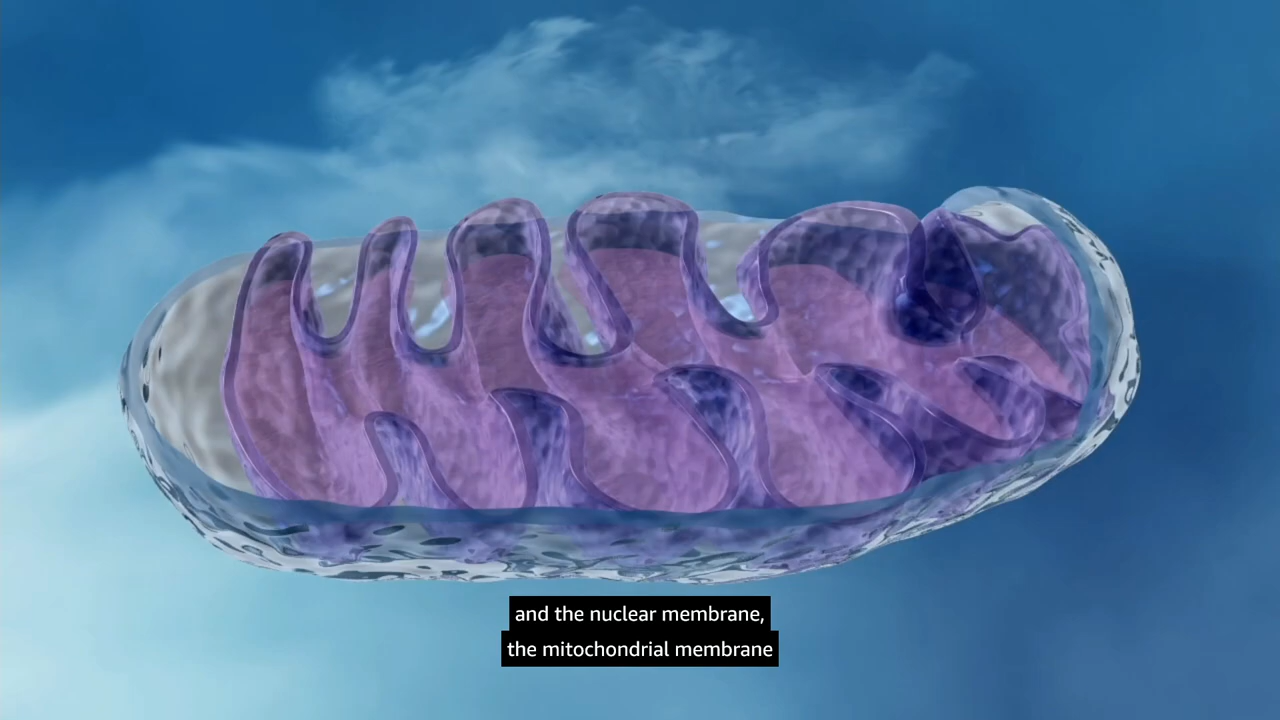 and the nuclear membrane,
the mitochondrial membrane